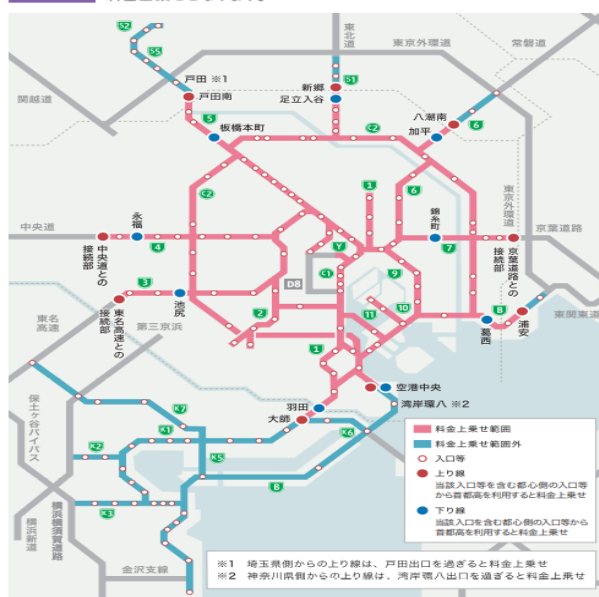 S2
S5
戸田 ※1
戸田南
関越道
5
板橋本町
東北道
新郷
S1
足立入谷
東京外環道
常磐道
八潮南
加平
6
C2
C2
1
6
東京外環道
中央道
永福
4
中央道との
接続部
Y
C1
D8
9
錦糸町
7
京葉道路
京葉道路との
接続部
3
池尻
東名高速との
接続部
東名高速
第三京浜
2
11
10
B
葛西
浦安
東関東道
1
空港中央
湾岸環八 ※2
羽田
大師
K7
K1
K5
K6
K2
K3
B
保土ヶ谷バイパス
横浜新道
横浜横須賀道路
金沢支線
料金上乗せ範囲
料金上乗せ範囲外
入口等
上り線
当該入口等を含む都心側の入口等
から首都高を利用すると料金上乗せ
下り線
当該入口を含む都心側の入口等から
首都高を利用すると料金上乗せ
※1 埼玉県側からの上り線は、戸田出口を過ぎると料金上乗せ
※2 神奈川県側からの上り線は、湾岸環八出口を過ぎると料金上乗せ